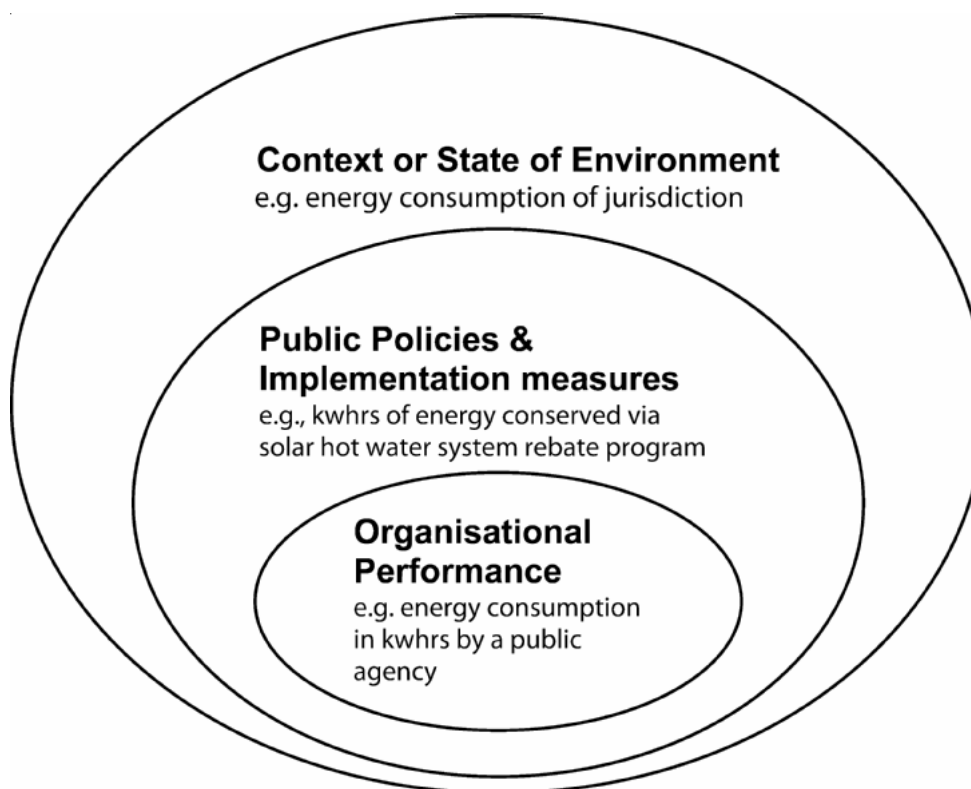 Context or State of Environment
e.g. energy consumption of jurisdiction
Public Policies &
Implementation measures
e.g., kwhrs of energy conserved via
solar hot water system rebate program
Organisational
Performance
e.g. energy consumption
in kwhrs by a public
agency